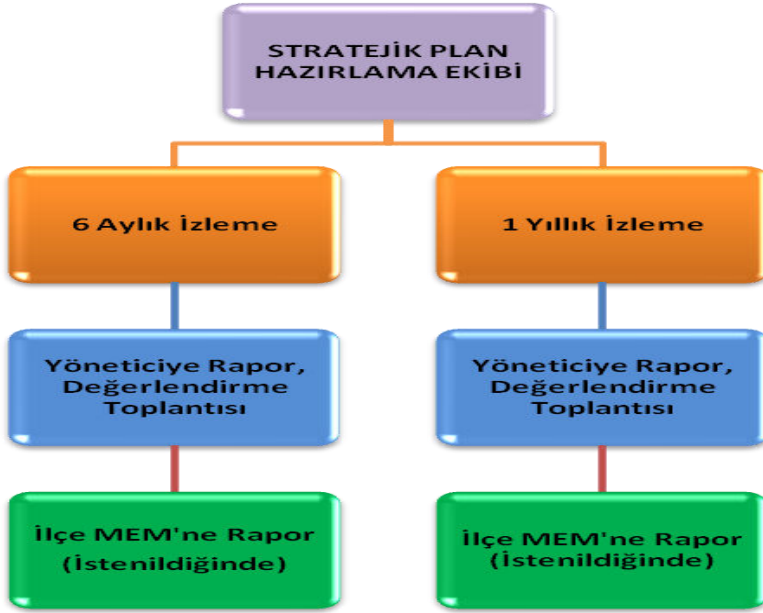 STRATEJİK PLAN
HAZIRLAMA EKİBİ
6 Aylık İzleme
1 Yıllık İzleme
Yöneticiye Rapor,
Değerlendirme
Toplantısı
Yöneticiye Rapor,
Değerlendirme
Toplantısı
İlçe MEM'ne Rapor
(İstenildiğinde)
İlçe MEM'ne Rapor
(İstenildiğinde)